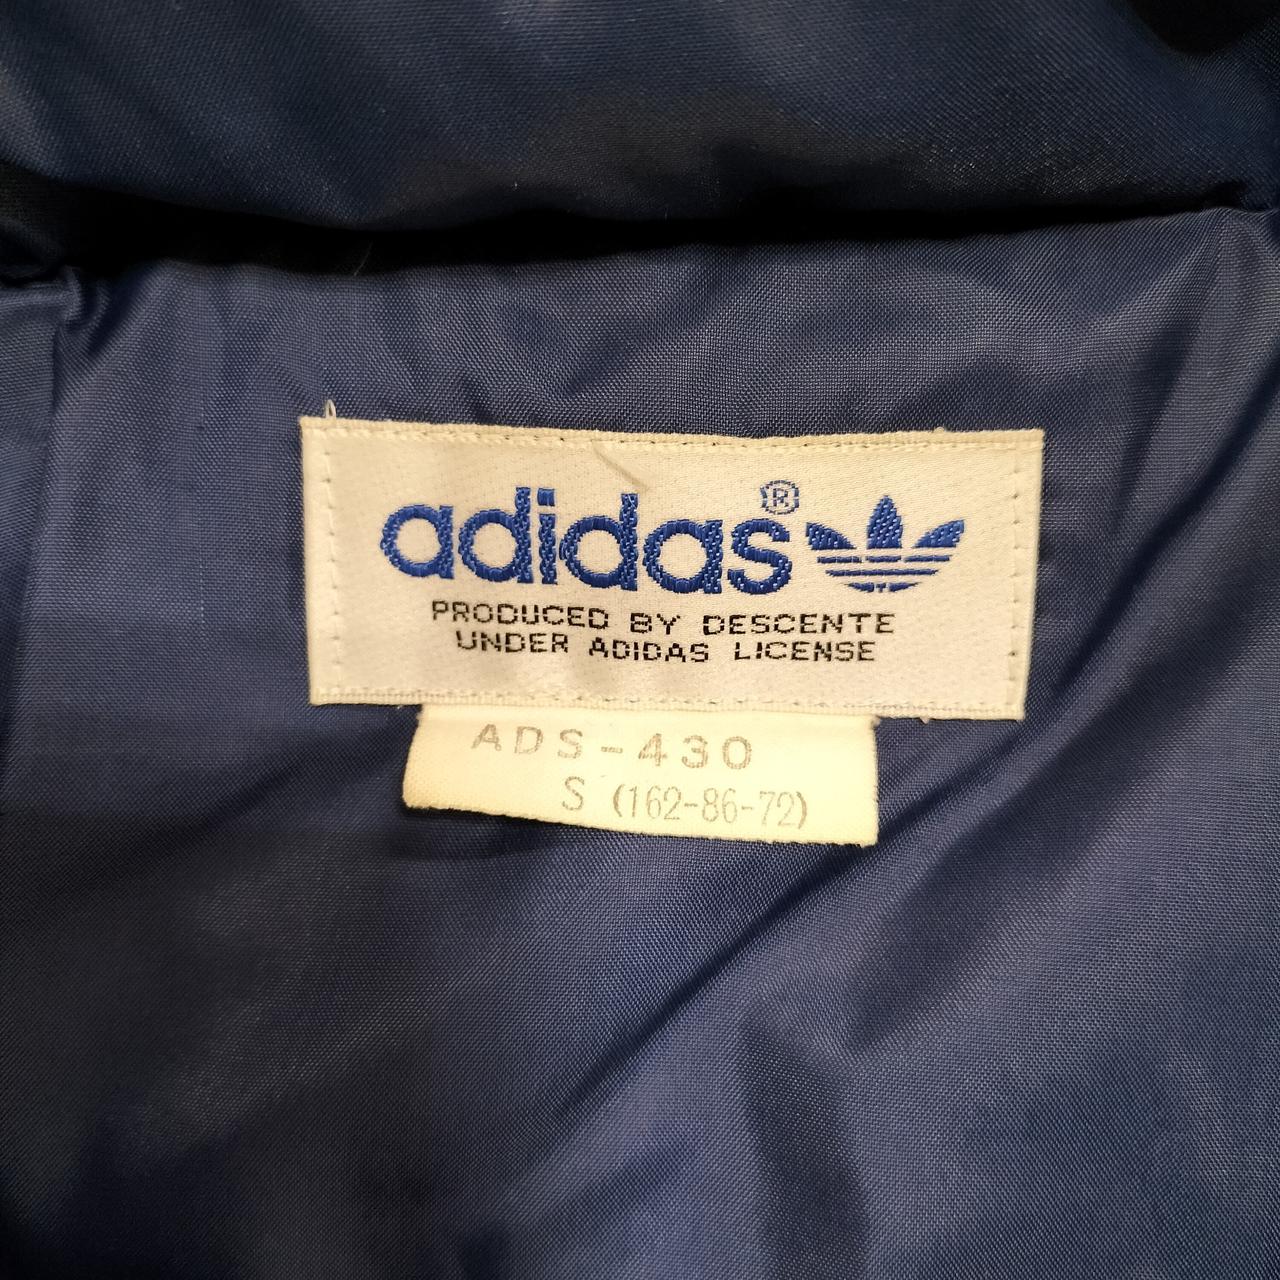 adidas®
PRODUCED BY DESCENTE
UNDER ADIDAS LICENSE
ADS-430
S (162-86-72)